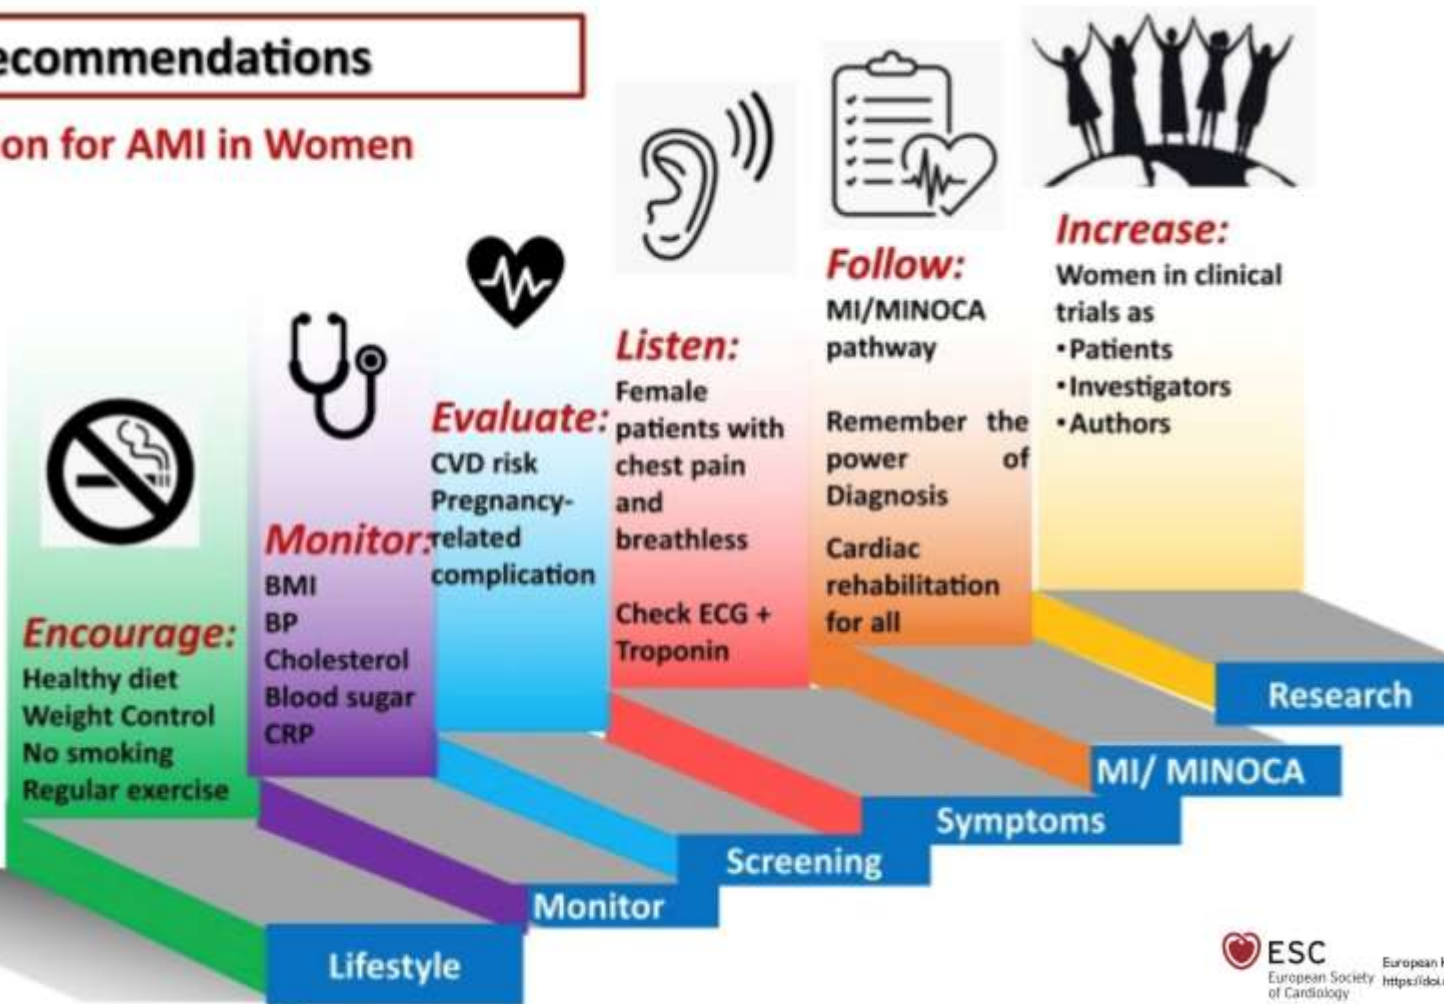 ecommendations
on for AMI in Women
Encourage:
Healthy diet
Weight Control
No smoking
Regular exercise
Monitor:
BMI
BP
Cholesterol
Blood sugar
CRP
Evaluate:
CVD risk
Pregnancy-
related
complication
Listen:
Female
patients with
chest pain
and
breathless
Check ECG +
Troponin
Follow:
MI/MINOCA
pathway
Remember the
power of
Diagnosis
Cardiac
rehabilitation
for all
Increase:
Women in clinical
trials as
•Patients
•Investigators
•Authors
Lifestyle
Monitor
Screening
Symptoms
MI/ MINOCA
Research
ESC
European Society
of Cardiology
European
https://doi.